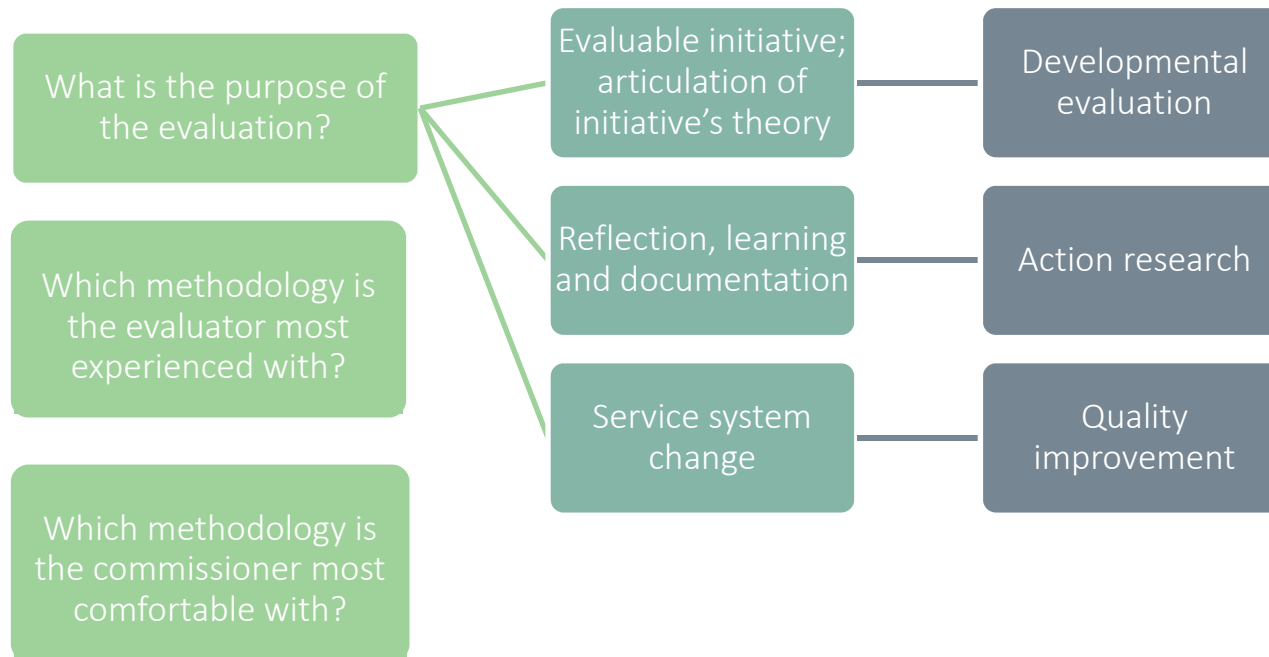 What is the purpose of
the evaluation?
Which methodology is
the evaluator most
experienced with?
Which methodology is
the commissioner most
comfortable with?
Evaluable initiative;
articulation of
initiative’s theory
Reflection, learning
and documentation
Service system
change
Developmental
evaluation
Action research
Quality
improvement